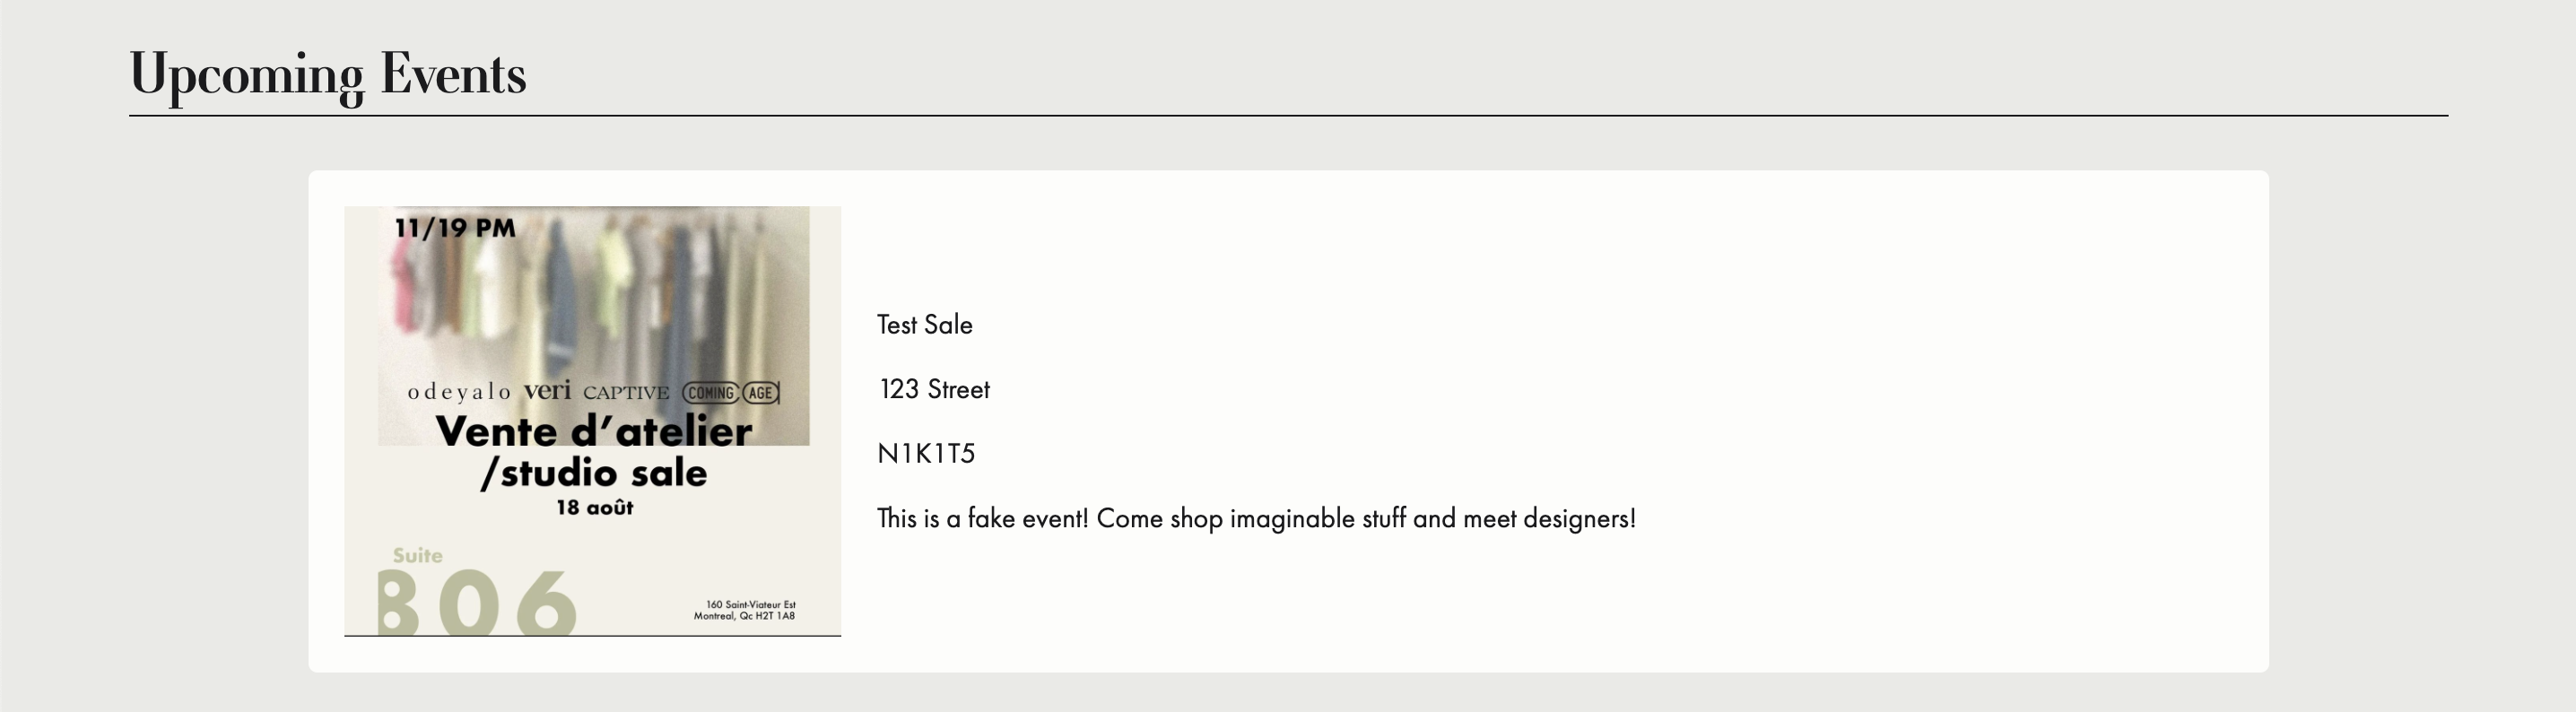 Upcoming Events
11/19 PM
odeyalo veri CAPTIVE COMING AGE
Vente d’atelier
/studio sale
18 août
Suite
806
160 Saint-Viateur Est
Montreal, Qc H2T 1A8
Test Sale
123 Street
N1K1T5
This is a fake event! Come shop imaginable stuff and meet designers!